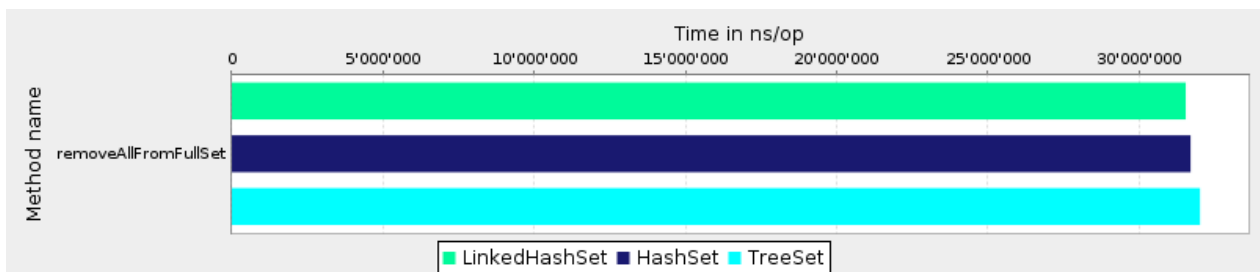 Time in ns/op
0 5'000'000 10'000'000 15'000'000 20'000'000 25'000'000 30'000'000
Method name
removeAllFromFullSet
LinkedHashSet HashSet TreeSet